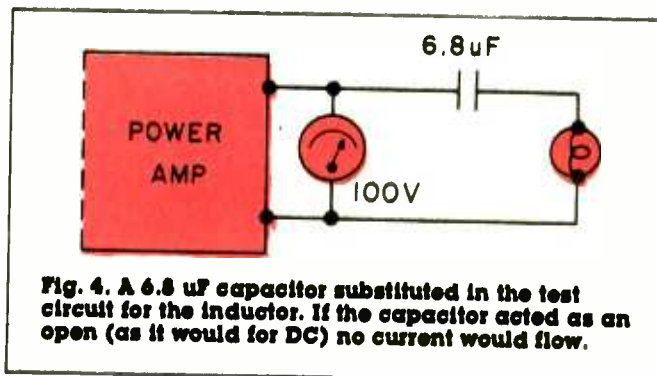 6.8uF
POWER
AMP
100V
Fig. 4. A 6.8 uF capacitor substituted in the test
circuit for the inductor. If the capacitor acted as an
open (as it would for DC) no current would flow.